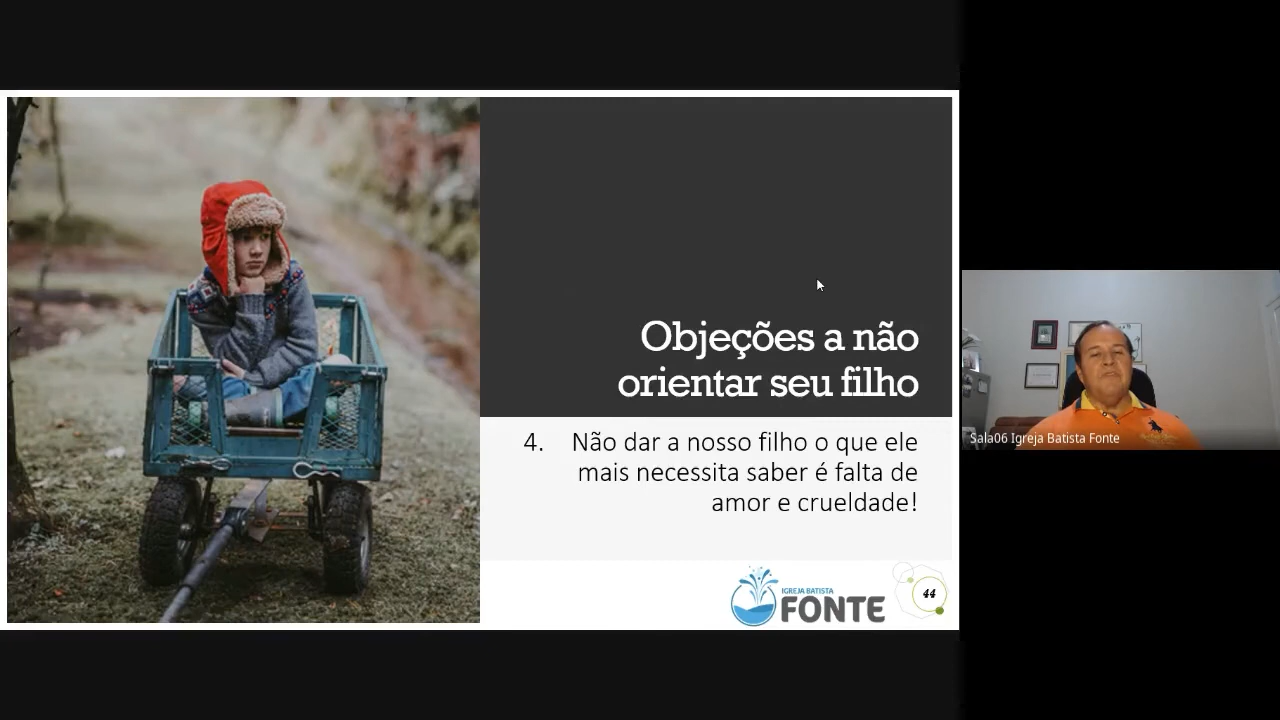 Objeções a não
orientar seu filho
4. Não dar a nosso filho o que ele
mais necessita saber é falta de
amor e crueldade!
IGREJA BATISTA
FONTE
44
Sala06 Igreja Batista Fonte